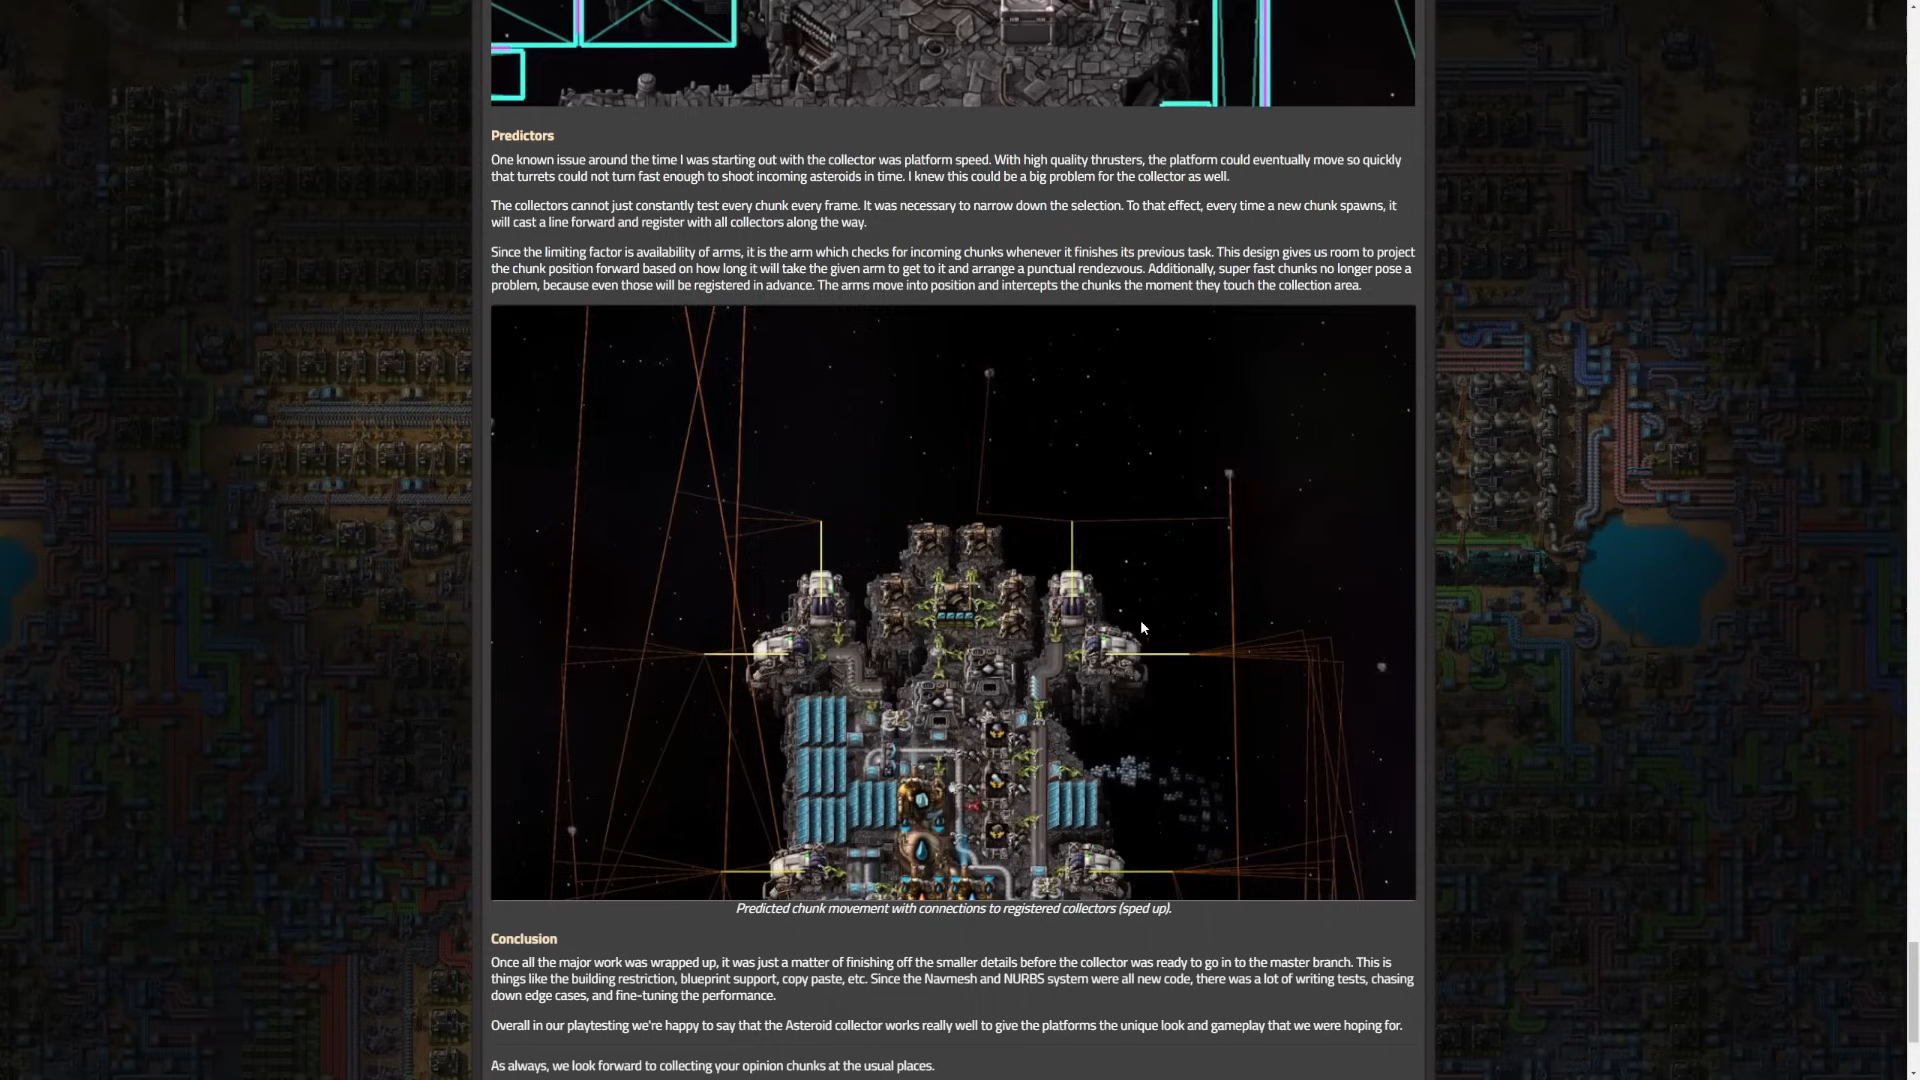 Predictors
One known issue around the time I was starting out with the collector was platform speed. With high quality thrusters, the platform could eventually move so quickly
that turrets could not turn fast enough to shoot incoming asteroids in time. I knew this could be a big problem for the collector as well.
The collectors cannot just constantly test every chunk every frame. It was necessary to narrow down the selection. To that effect, every time a new chunk spawns, it
will cast a line forward and register with all collectors along the way.
Since the limiting factor is availability of arms, it is the arm which checks for incoming chunks whenever it finishes its previous task. This design gives us room to project
the chunk position forward based on how long it will take the given arm to get to it and arrange a punctual rendezvous. Additionally, super fast chunks no longer pose a
problem, because even those will be registered in advance. The arms move into position and intercepts the chunks the moment they touch the collection area.
Predicted chunk movement with connections to registered collectors (sped up).
Conclusion
Once all the major work was wrapped up, it was just a matter of finishing off the smaller details before the collector was ready to go in to the master branch. This is
things like the building restriction, blueprint support, copy paste, etc. Since the Navmesh and NURBS system were all new code, there was a lot of writing tests, chasing
down edge cases, and fine-tuning the performance.
Overall in our playtesting we're happy to say that the Asteroid collector works really well to give the platforms the unique look and gameplay that we were hoping for.
As always, we look forward to collecting your opinion chunks at the usual places.